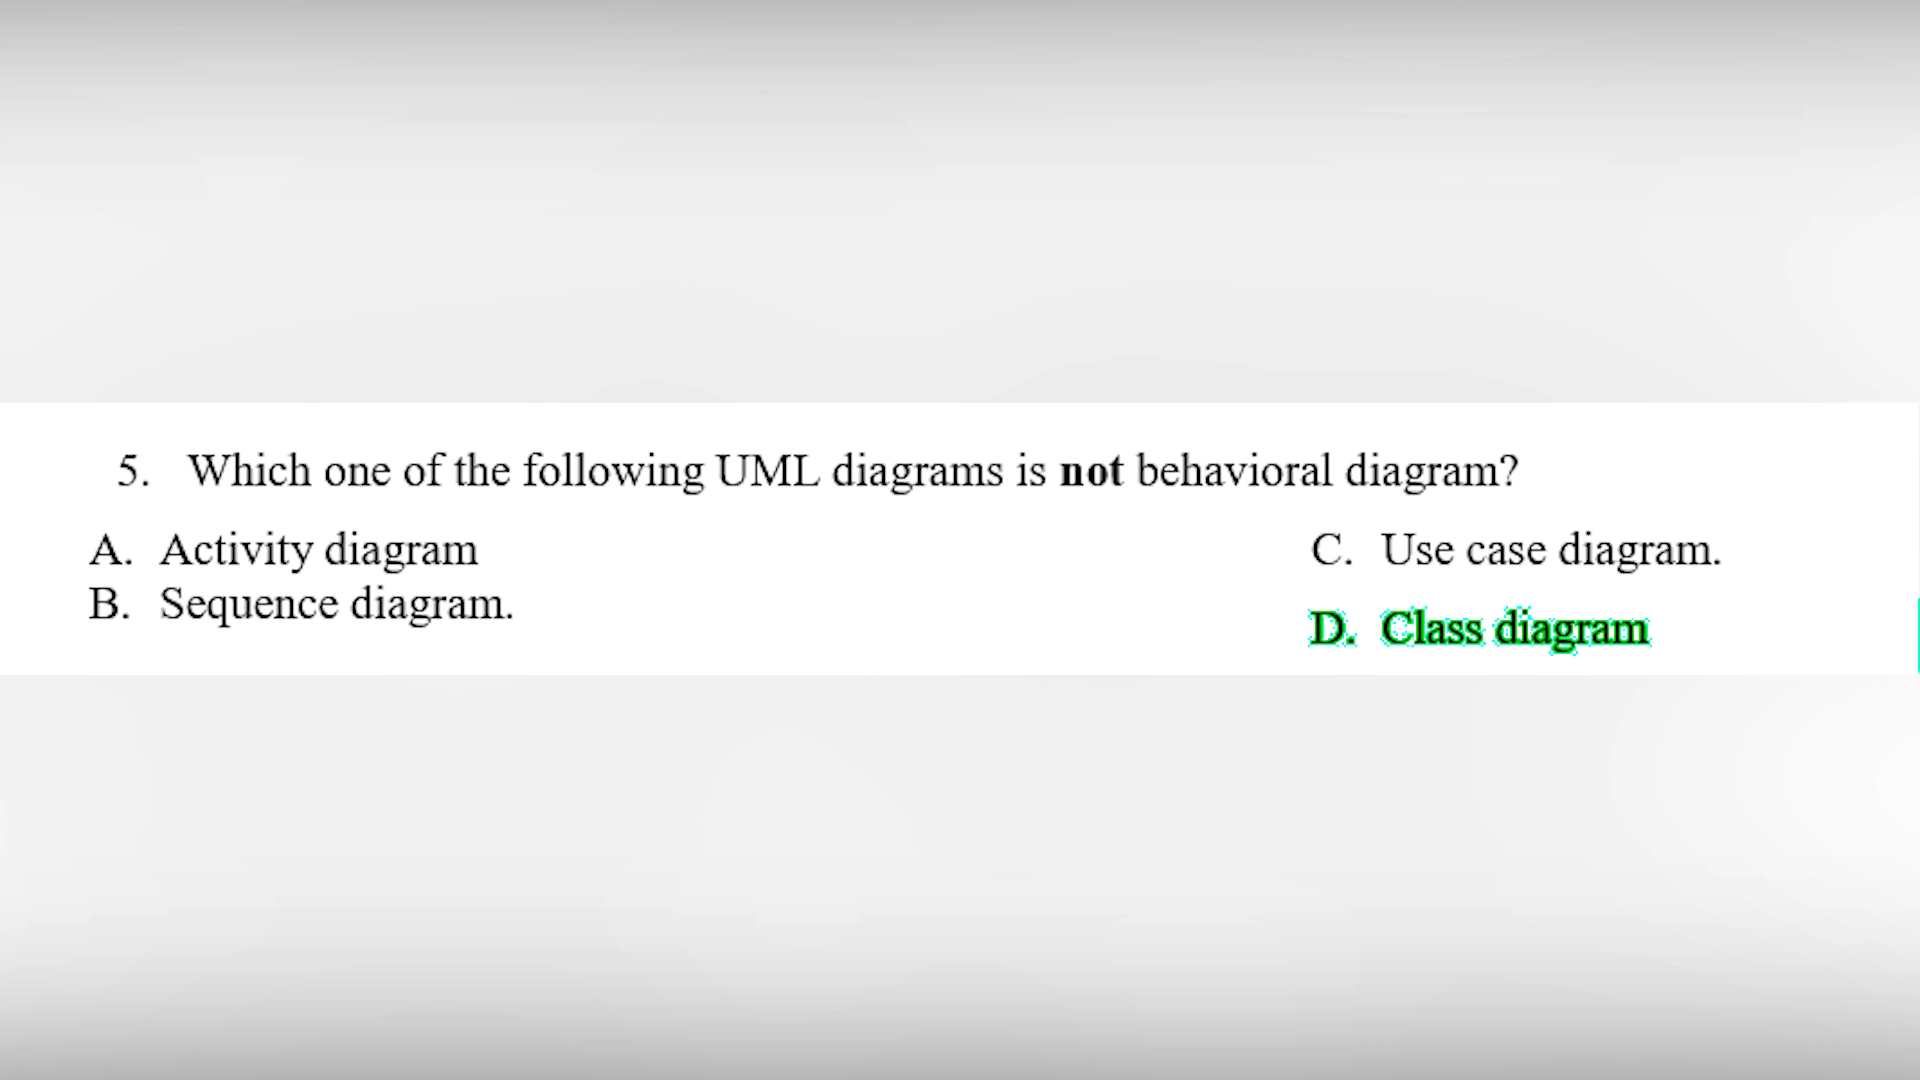 5. Which one of the following UML diagrams is not behavioral diagram?
A. Activity diagram
B. Sequence diagram.
C. Use case diagram.
D. Class diagram